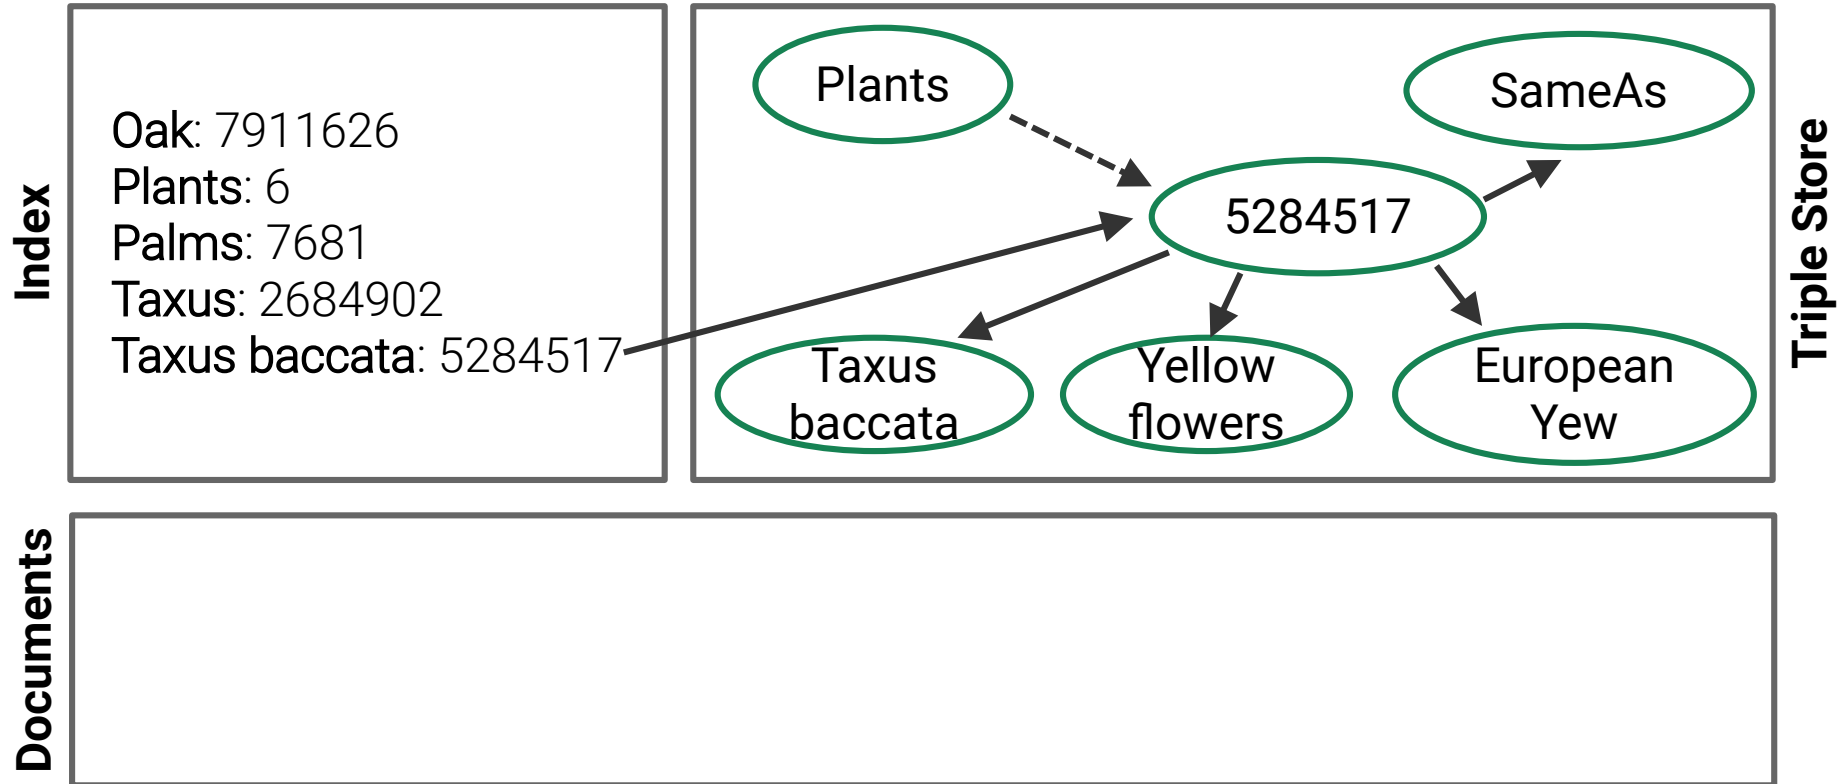 Index
Oak: 7911626
Plants: 6
Palms: 7681
Taxus: 2684902
Taxus baccata: 5284517
Plants
SameAs
5284517
Taxus
baccata
Yellow
flowers
European
Yew
Triple Store
Documents